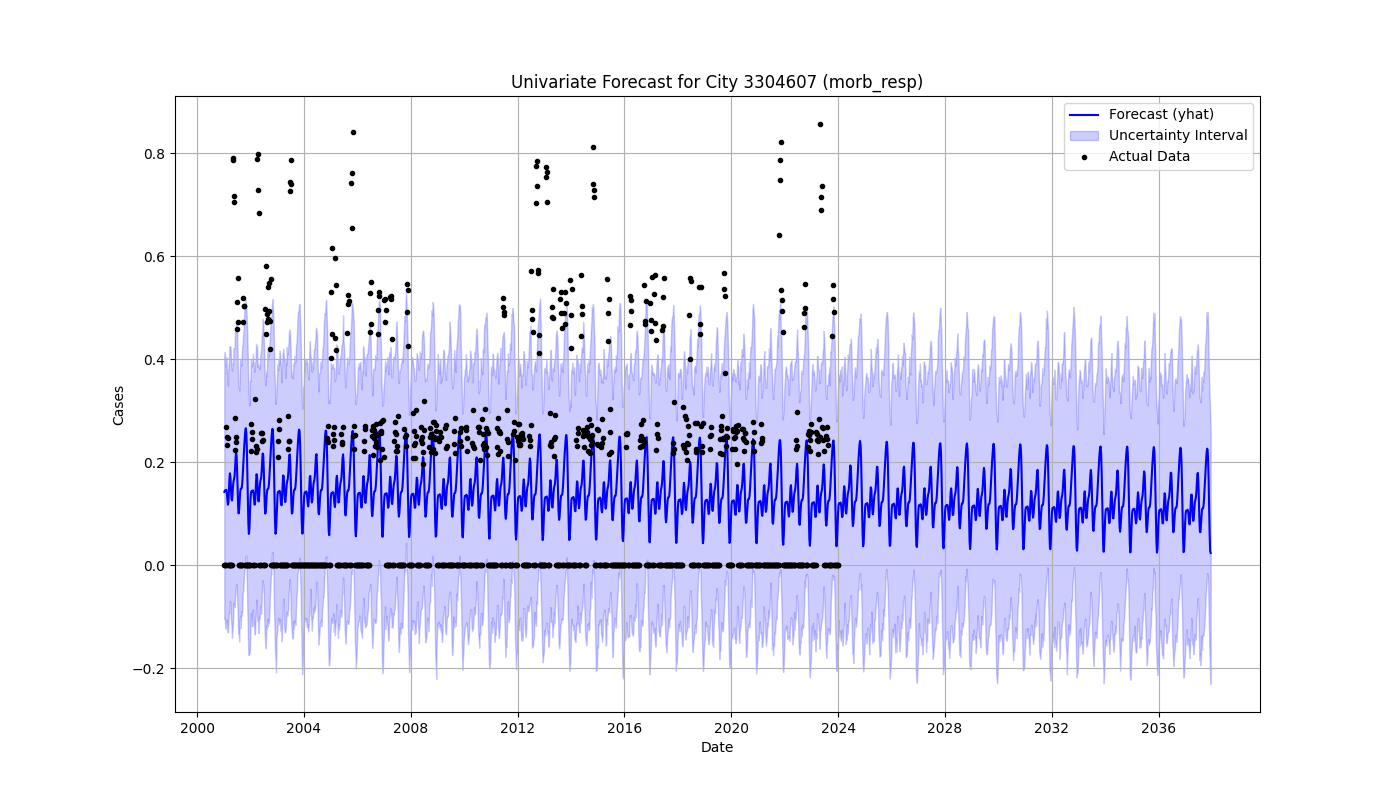 Univariate Forecast for City 3304607 (morb_resp)
Forecast (yhat)
Uncertainty Interval
Actual Data
Cases
0.8
0.6
0.4
0.2
0.0
−0.2
2000 2004 2008 2012 2016 2020 2024 2028 2032 2036
Date